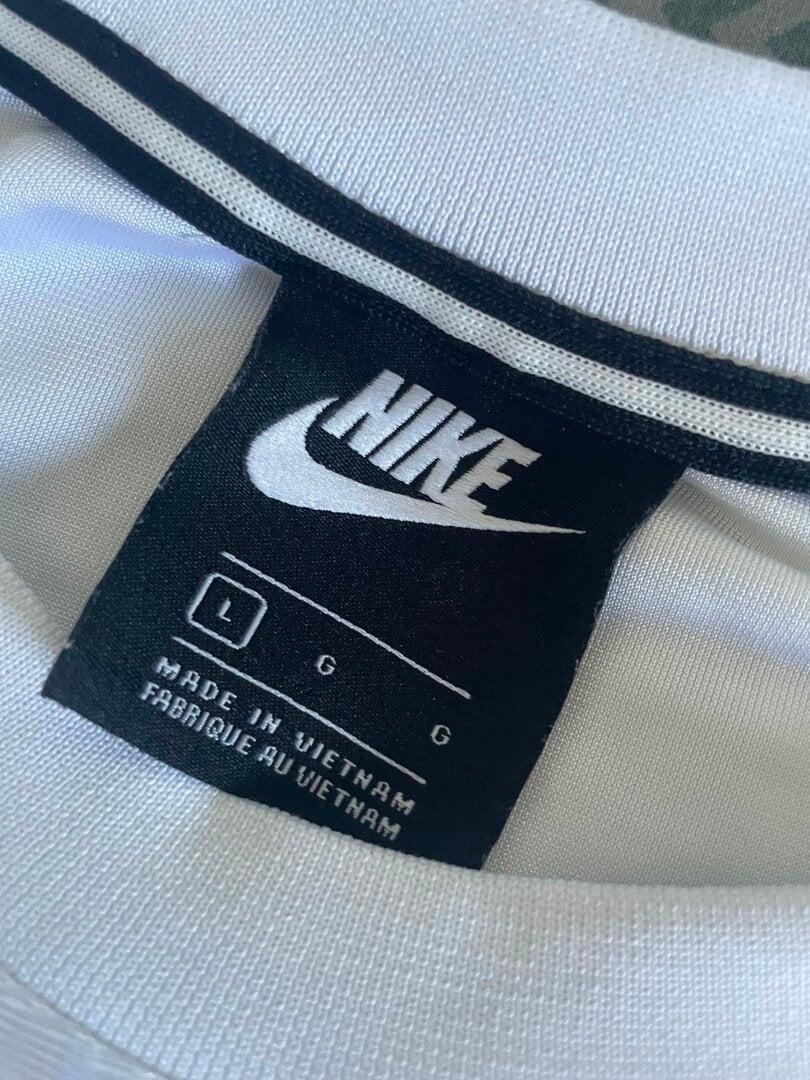 NIKE
L G G
MADE IN VIETNAM
FABRIQUE AU VIETNAM